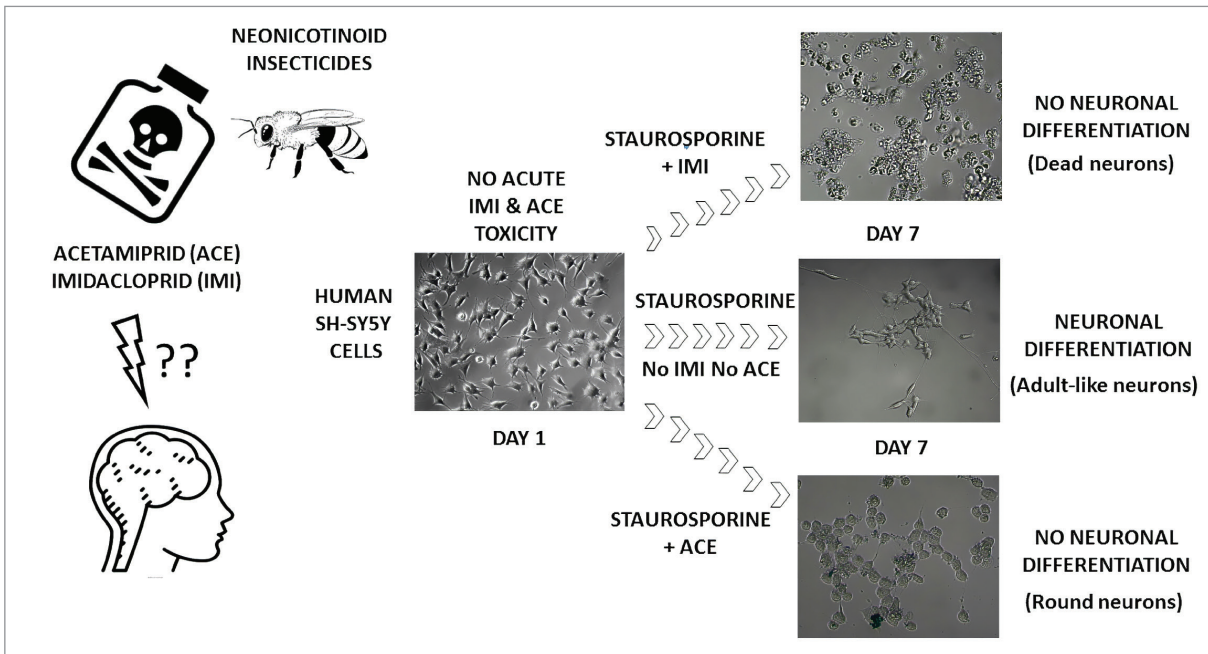 NEONICOTINOID
INSECTICIDES
ACETAMIPRID (ACE)
IMIDACLOPRID (IMI)
??
HUMAN
SH-SY5Y
CELLS
NO ACUTE
IMI & ACE
TOXICITY
DAY 1
STAUROSPORINE
+ IMI
STAUROSPORINE
No IMI No ACE
STAUROSPORINE
+ ACE
DAY 7
DAY 7
NO NEURONAL
DIFFERENTIATION
(Dead neurons)
NEURONAL
DIFFERENTIATION
(Adult-like neurons)
NO NEURONAL
DIFFERENTIATION
(Round neurons)